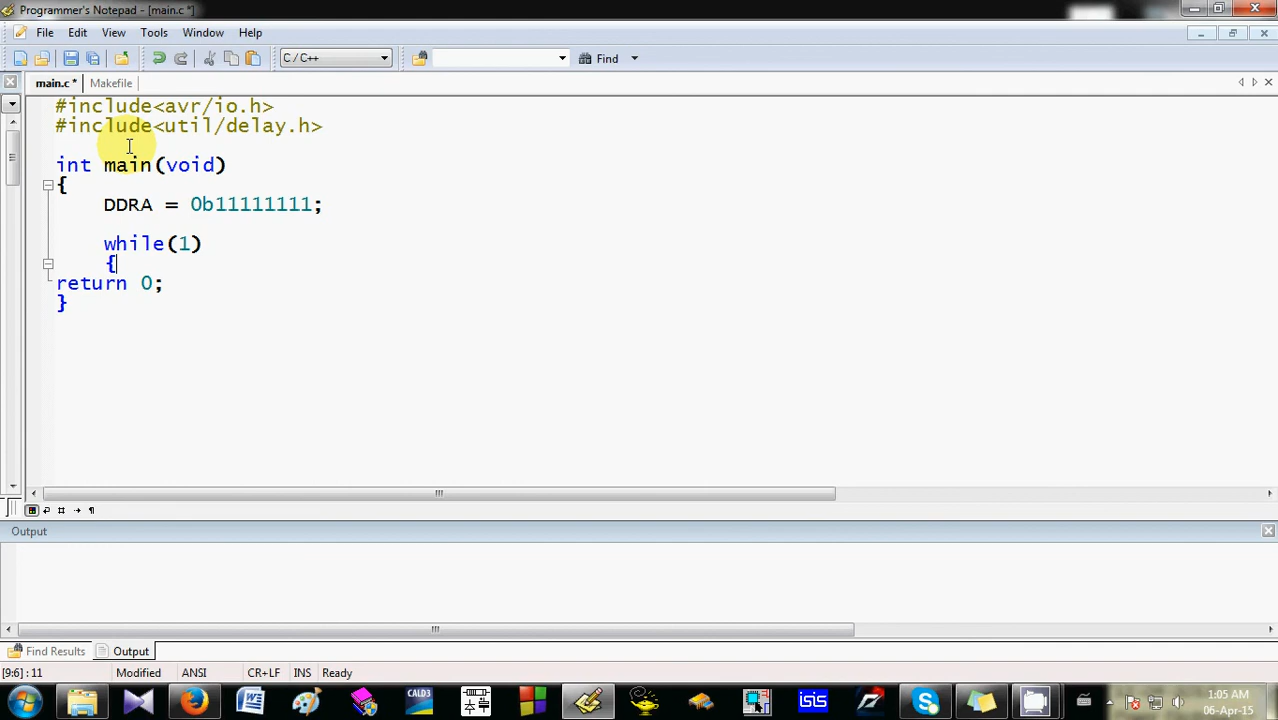 Programmer's Notepad - [main.c *]
File Edit View Tools Window Help
C / C++ Find
main.c * Makefile
#include<avr/io.h>
#include<util/delay.h>
int main(void)
{
DDRA = 0b11111111;
while(1)
{
return 0;
}
Output
Find Results Output
[9:6] : 11 Modified ANSI CR+LF INS Ready
CALD3 isis
1:05 AM
06-Apr-15